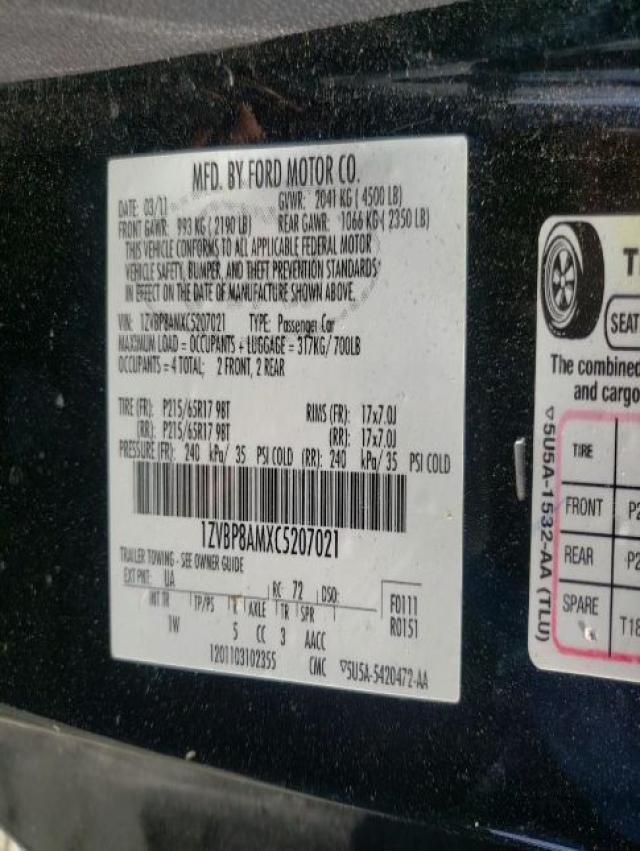 MFD. BY FORD MOTOR CO.
DATE: 03/11 GVWR: 2041 KG ( 4500 LB)
FRONT GAWR: 993 KG ( 2190 LB) REAR GAWR: 1066 KG ( 2350 LB)
THIS VEHICLE CONFORMS TO ALL APPLICABLE FEDERAL MOTOR
VEHICLE SAFETY, BUMPER, AND THEFT PREVENTION STANDARDS
IN EFFECT ON THE DATE OF MANUFACTURE SHOWN ABOVE.
VIN: 1ZVBP8AMXC5207021 TYPE: Passenger Car
MAXIMUM LOAD = OCCUPANTS + LUGGAGE = 317KG/ 700LB
OCCUPANTS = 4 TOTAL; 2 FRONT, 2 REAR
TIRE (FR): P215/65R17 98T RIMS (FR): 17x7.0J
(RR): P215/65R17 98T (RR): 17x7.0J
PRESSURE (FR): 240 kPa/ 35 PSI COLD (RR): 240 kPa/ 35 PSI COLD
1ZVBP8AMXC5207021
TRAILER TOWING - SEE OWNER GUIDE
EXT PNT: UA RC: 72 DSO:
INT TR TP/PS R AXLE TR SPR F0111
1W 5 CC 3 AACC R0151
1201103102355 CMC ▽5U5A-5420472-AA
▽5U5A-1532-AA (TLU)
T
SEAT
The combined
and cargo
TIRE
FRONT P2
REAR P2
SPARE T18